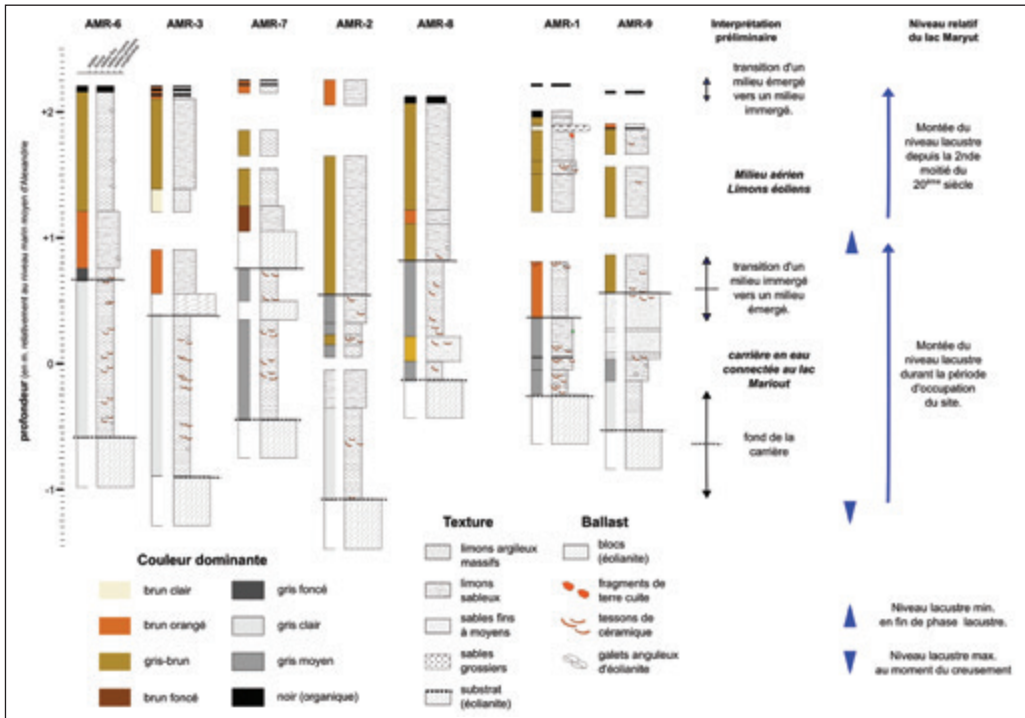 AMR-6 AMR-3 AMR-7 AMR-2 AMR-8 AMR-1 AMR-9
Interprétation
préliminaire
Niveau relatif
du lac Maryut
profondeur (en m. relativement au niveau marin moyen d'Alexandrie
+2
+1
0
-1
transition d'un
milieu émergé
vers un milieu
immergé.
Milieu aérien
Limons éoliens
transition d'un
milieu immergé
vers un milieu
émergé.
carrière en eau
connectée au lac
Mariout
fond de la
carrière
Montée du
niveau lacustre
depuis la 2nde
moitié du
20ème siècle
Montée du
niveau lacustre
durant la période
d'occupation
du site.
Couleur dominante
brun clair
brun orangé
gris-brun
brun foncé
gris foncé
gris clair
gris moyen
noir (organique)
Texture
limons argileux
massifs
limons
sableux
sables fins
à moyens
sables
grossiers
substrat
(éolianite)
Ballast
blocs
(éolianite)
fragments de
terre cuite
tessons de
céramique
galets anguleux
d'éolianite
Niveau lacustre min.
en fin de phase lacustre.
Niveau lacustre max.
au moment du creusement